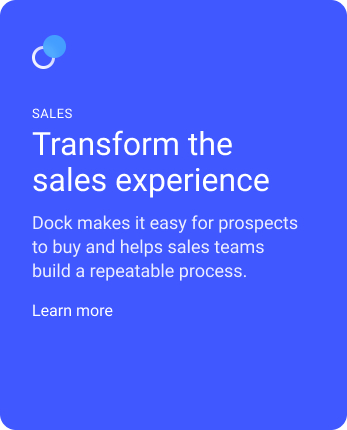 SALES
Transform the
sales experience
Dock makes it easy for prospects
to buy and helps sales teams
build a repeatable process.
Learn more